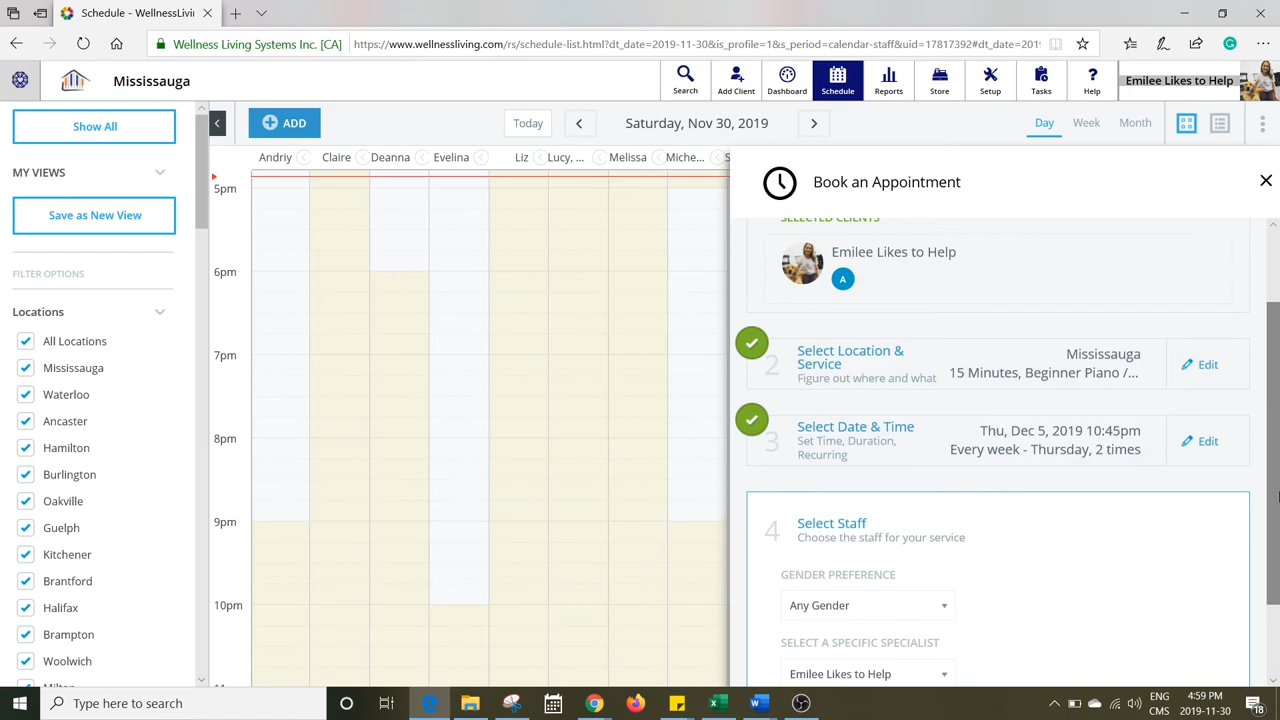 Schedule - WellnessLivin
Wellness Living Systems Inc. [CA]
https://www.wellnessliving.com/rs/schedule-list.html?dt_date=2019-11-30&is_profile=1&s_period=calendar-staff&uid=17817392#dt_date=201
Mississauga
Search
Add Client
Dashboard
Schedule
Reports
Store
Setup
Tasks
Help
Emilee Likes to Help
Show All
MY VIEWS
Save as New View
FILTER OPTIONS
Locations
All Locations
Mississauga
Waterloo
Ancaster
Hamilton
Burlington
Oakville
Guelph
Kitchener
Brantford
Halifax
Brampton
Woolwich
Milton
ADD
Today
Saturday, Nov 30, 2019
Day
Week
Month
Andriy
Claire
Deanna
Evelina
Liz
Lucy, ...
Melissa
Miche...
S
5pm
6pm
7pm
8pm
9pm
10pm
Book an Appointment
SELECTED CLIENTS
Emilee Likes to Help
A
2
Select Location &
Service
Figure out where and what
Mississauga
15 Minutes, Beginner Piano /...
Edit
3
Select Date & Time
Set Time, Duration,
Recurring
Thu, Dec 5, 2019 10:45pm
Every week - Thursday, 2 times
Edit
4
Select Staff
Choose the staff for your service
GENDER PREFERENCE
Any Gender
SELECT A SPECIFIC SPECIALIST
Emilee Likes to Help
Type here to search
ENG
CMS
4:59 PM
2019-11-30
18